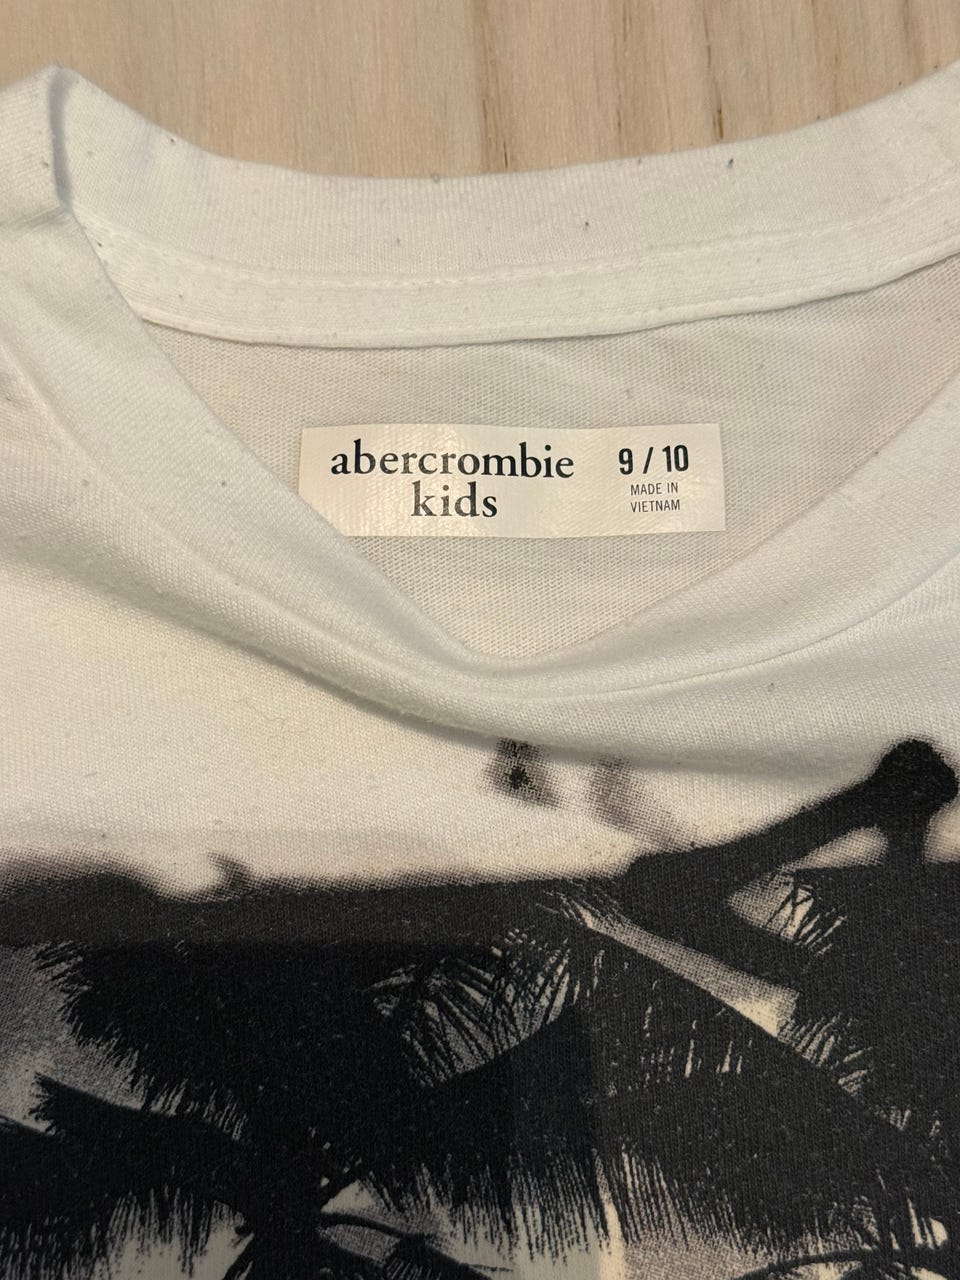 abercrombie
kids
9 / 10
MADE IN
VIETNAM